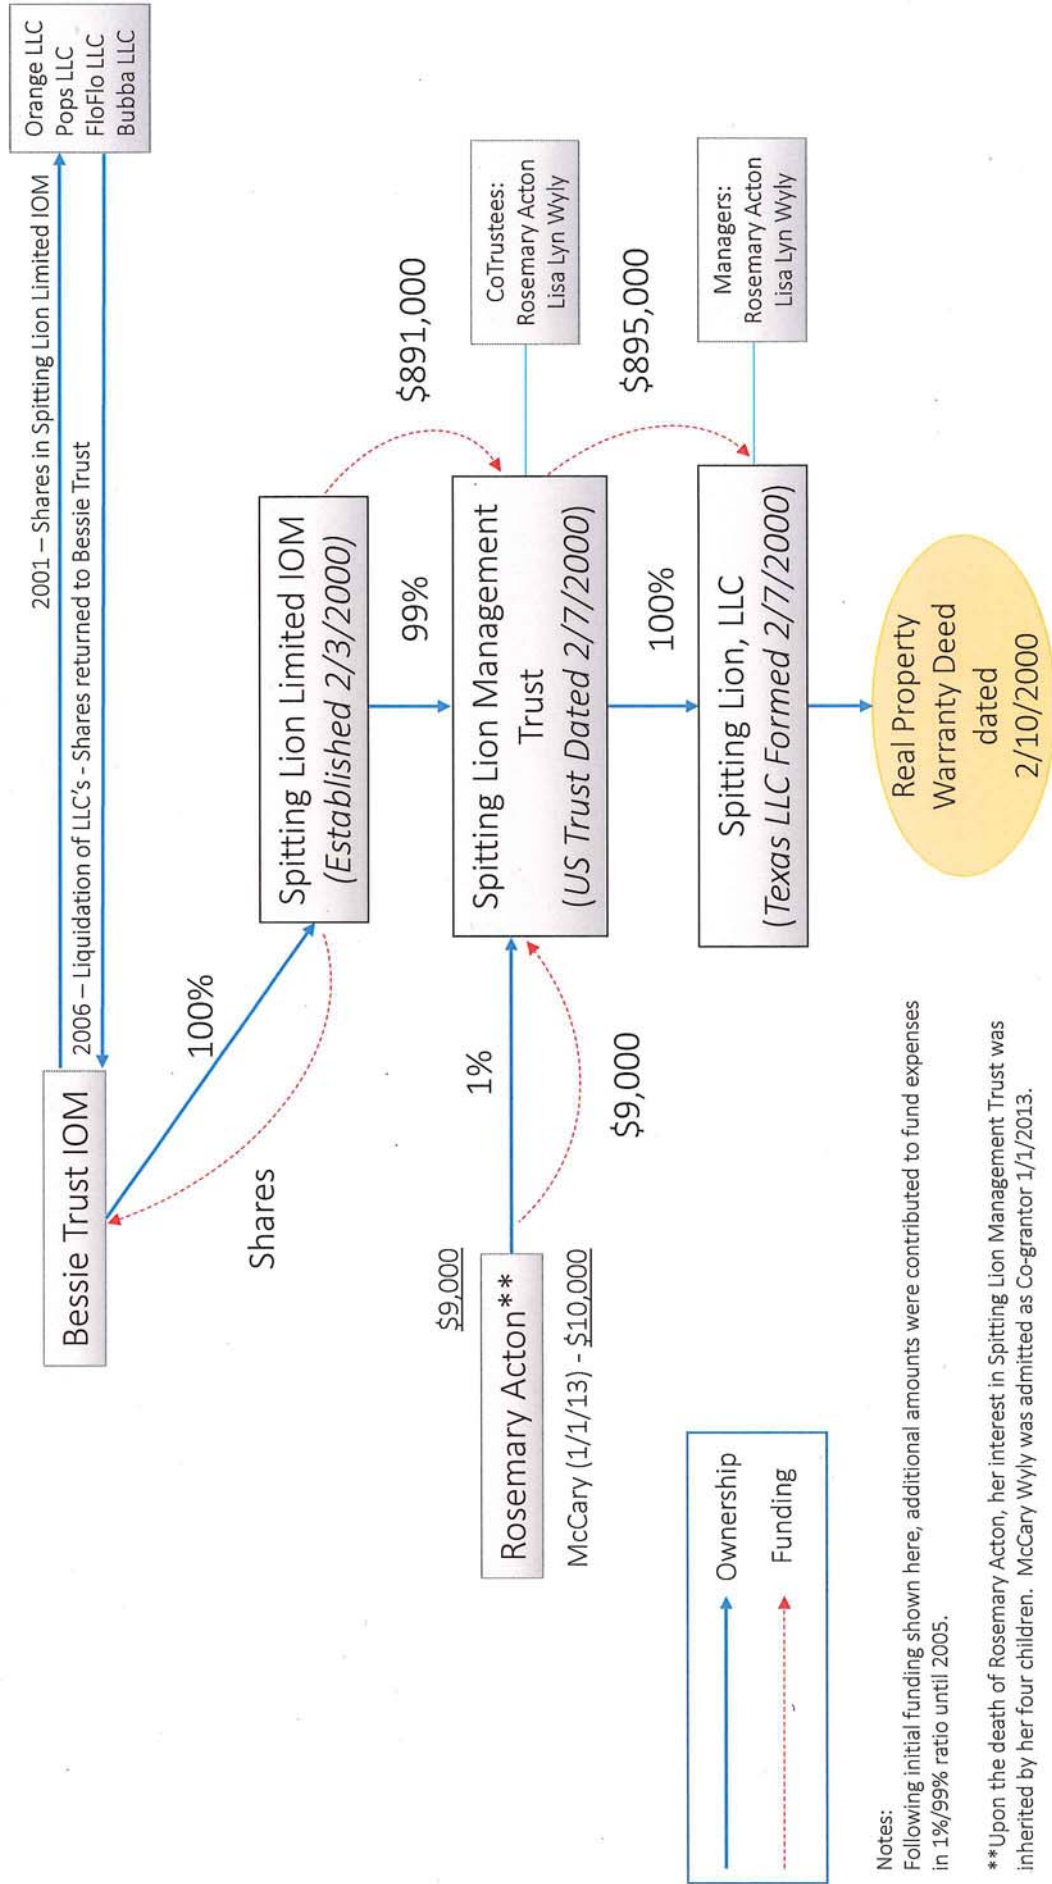 Orange LLC
Pops LLC
FloFlo LLC
Bubba LLC
2001 – Shares in Spitting Lion Limited IOM
2006 – Liquidation of LLC's - Shares returned to Bessie Trust
Bessie Trust IOM
100%
Shares
Spitting Lion Limited IOM
(Established 2/3/2000)
99%
$891,000
$9,000
Rosemary Acton**
McCary (1/1/13) - $10,000
1%
$9,000
Spitting Lion Management
Trust
(US Trust Dated 2/7/2000)
CoTrustees:
Rosemary Acton
Lisa Lyn Wyly
100%
$895,000
Spitting Lion, LLC
(Texas LLC Formed 2/7/2000)
Managers:
Rosemary Acton
Lisa Lyn Wyly
Real Property
Warranty Deed
dated
2/10/2000
Ownership
Funding
Notes:
Following initial funding shown here, additional amounts were contributed to fund expenses
in 1%/99% ratio until 2005.
**Upon the death of Rosemary Acton, her interest in Spitting Lion Management Trust was
inherited by her four children. McCary Wyly was admitted as Co-grantor 1/1/2013.